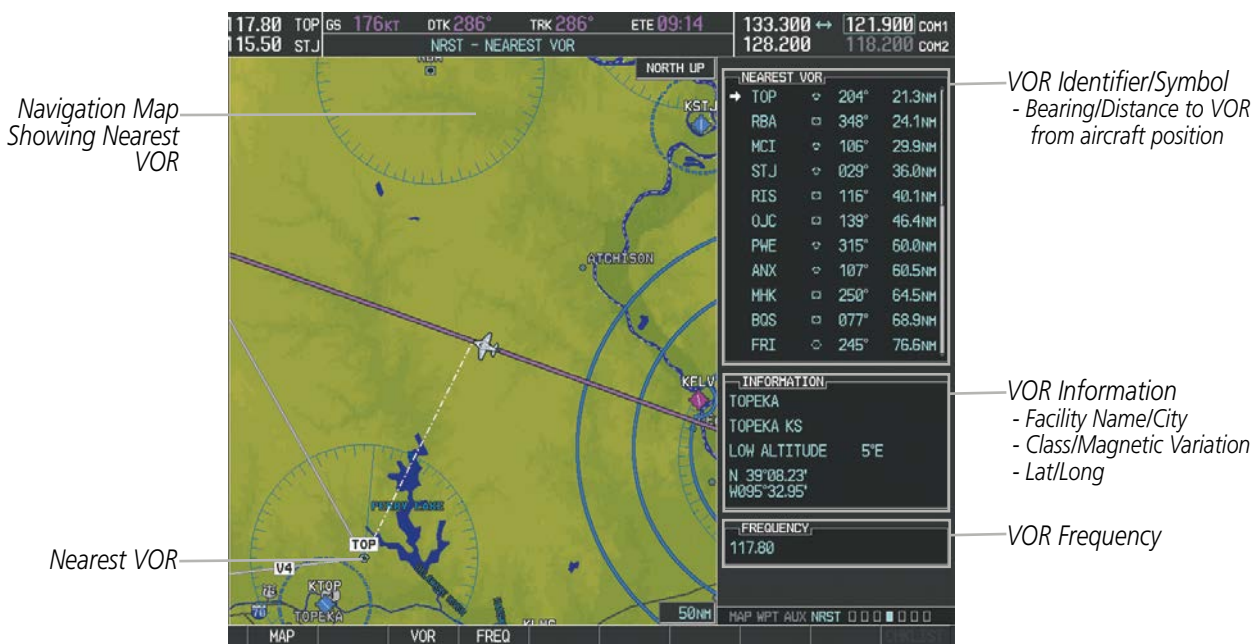 117.80 TOP GS 176KT DTK 286° TRK 286° ETE 09:14 133.300 ↔ 121.900 COM1
115.50 STJ NRST - NEAREST VOR 128.200 118.200 COM2
NORTH UP
RBA
KSTJ
ATCHISON
KFLV
PERRY LAKE
TOP
V4
KTOP
TOPEKA
50NM
NEAREST VOR
TOP 204° 21.3NM
RBA 348° 24.1NM
MCI 106° 29.9NM
STJ 029° 36.0NM
RIS 116° 40.1NM
OJC 139° 46.4NM
PWE 315° 60.0NM
ANX 107° 60.5NM
MHK 250° 64.5NM
BQS 077° 68.9NM
FRI 245° 76.6NM
INFORMATION
TOPEKA
TOPEKA KS
LOW ALTITUDE 5°E
N 39°08.23'
W095°32.95'
FREQUENCY
117.80
MAP WPT AUX NRST
MAP VOR FREQ CHKLIST
Navigation Map
Showing Nearest
VOR
Nearest VOR
VOR Identifier/Symbol
- Bearing/Distance to VOR
from aircraft position
VOR Information
- Facility Name/City
- Class/Magnetic Variation
- Lat/Long
VOR Frequency